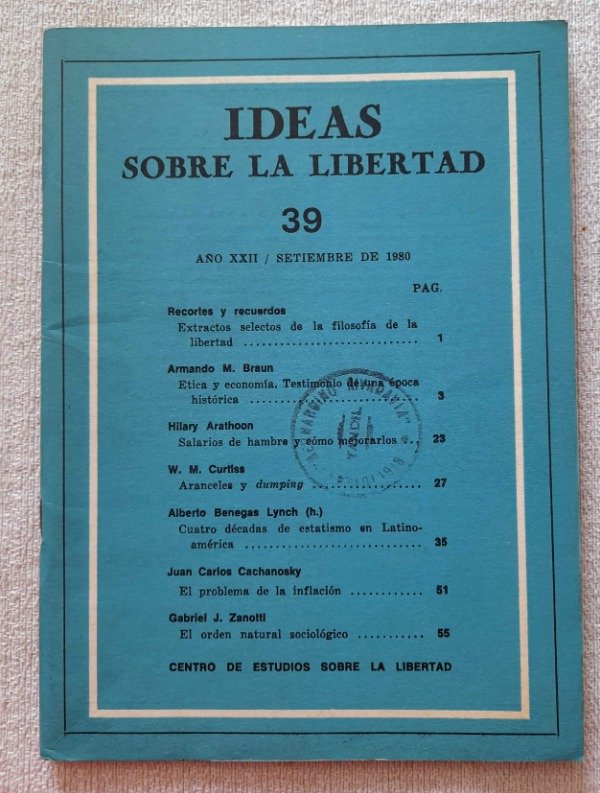 IDEAS
SOBRE LA LIBERTAD
39
AÑO XXII / SETIEMBRE DE 1980
PAG.
Recortes y recuerdos
Extractos selectos de la filosofía de la
libertad .............................. 1
Armando M. Braun
Etica y economía. Testimonio de una época
histórica .............................. 3
Hilary Arathoon
Salarios de hambre y cómo mejorarlos .. 23
W. M. Curtiss
Aranceles y dumping .................. 27
Alberto Benegas Lynch (h.)
Cuatro décadas de estatismo en Latino-
américa .............................. 35
Juan Carlos Cachanosky
El problema de la inflación ............ 51
Gabriel J. Zanotti
El orden natural sociológico ........... 55
CENTRO DE ESTUDIOS SOBRE LA LIBERTAD
"BERNARDINO RIVADAVIA"
TANDIL